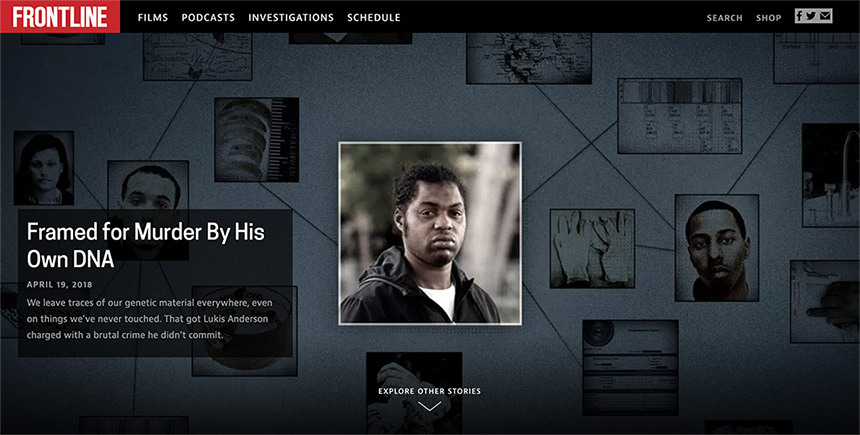 FRONTLINE
FILMS PODCASTS INVESTIGATIONS SCHEDULE
SEARCH SHOP
Framed for Murder By His
Own DNA
APRIL 19, 2018
We leave traces of our genetic material everywhere, even
on things we’ve never touched. That got Lukis Anderson
charged with a brutal crime he didn’t commit.
EXPLORE OTHER STORIES